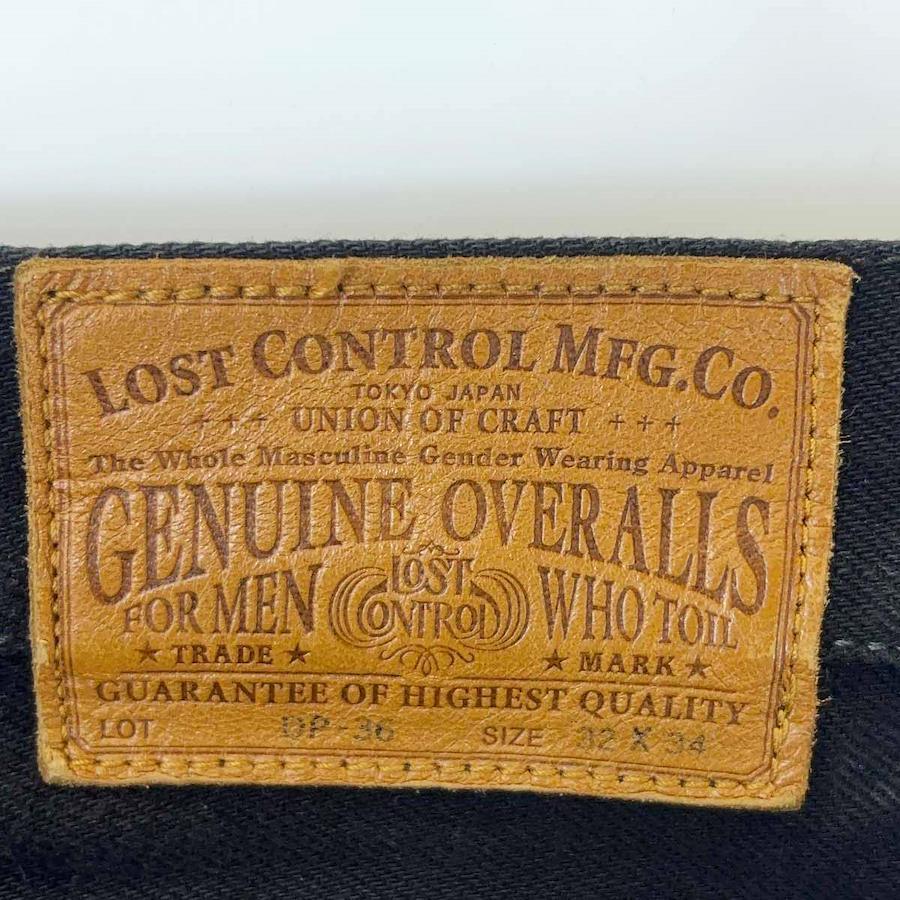 LOST CONTROL MFG.CO.
TOKYO JAPAN
+ + + UNION OF CRAFT + + +
The Whole Masculine Gender Wearing Apparel
GENUINE OVERALLS
FOR MEN LOST CONTROL WHO TOIL
★ TRADE ★ ★ MARK ★
GUARANTEE OF HIGHEST QUALITY
LOT DP-36 SIZE 32 X 34